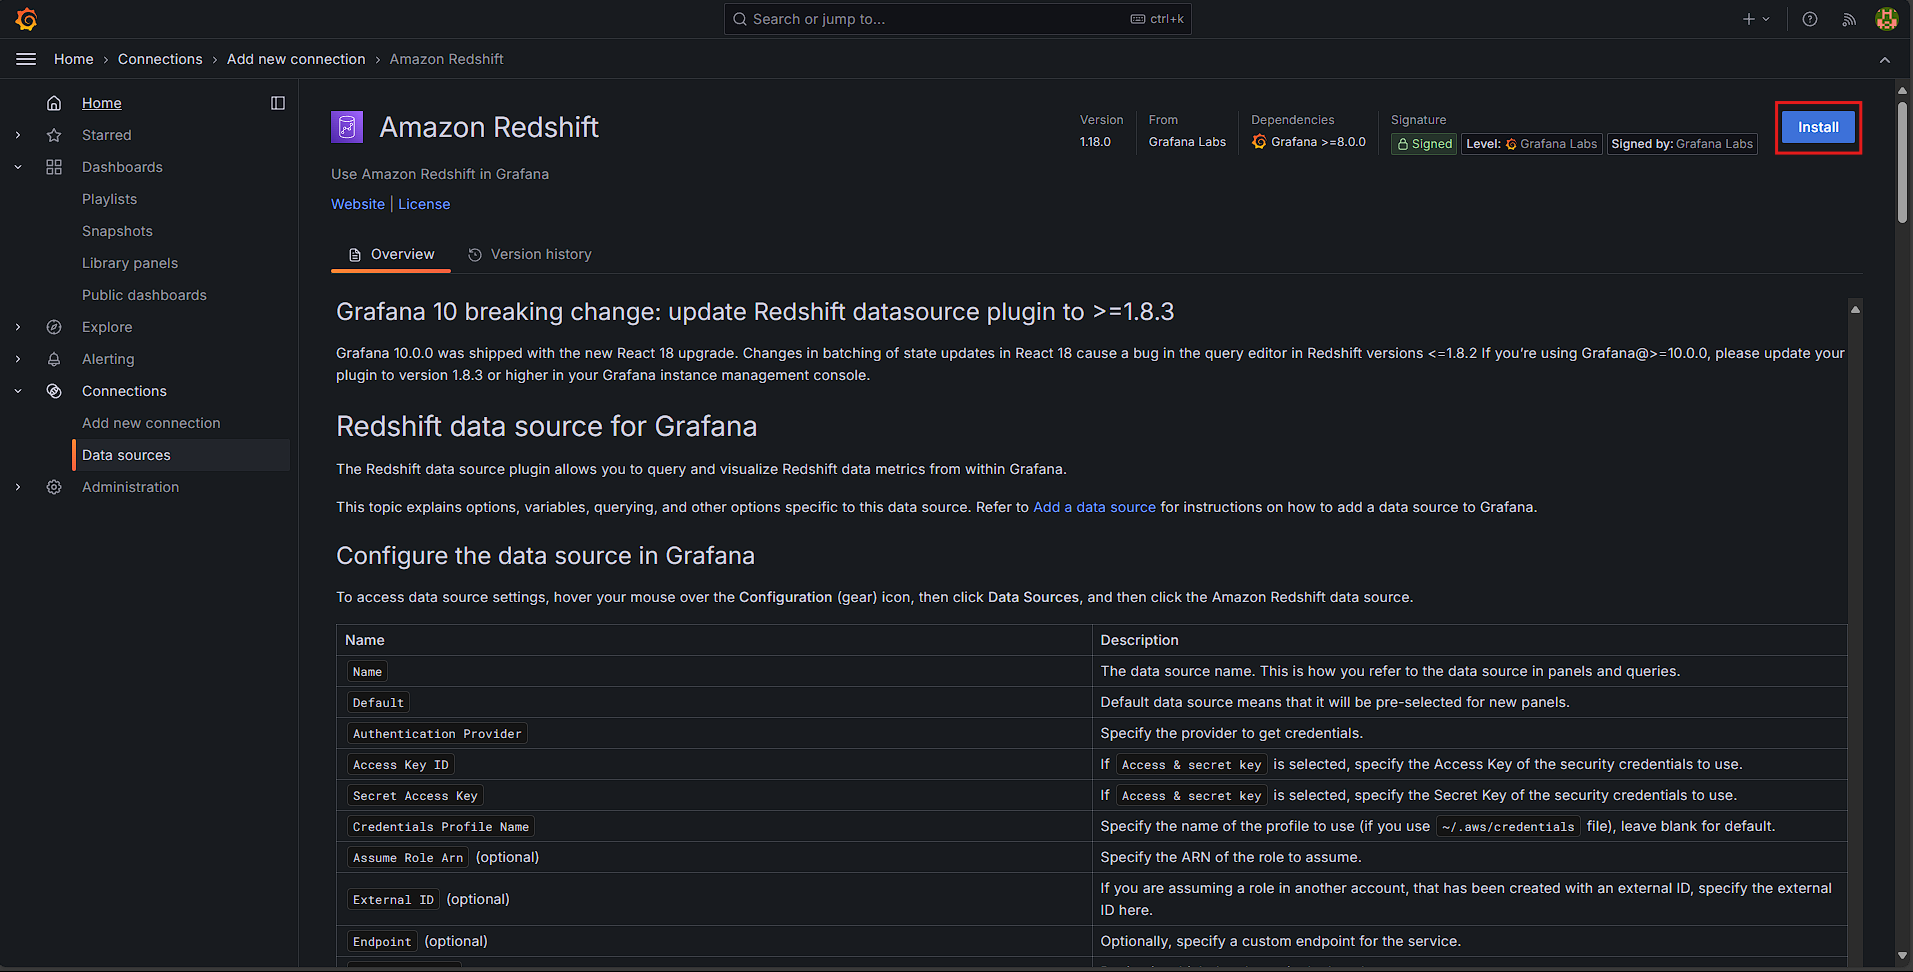 Search or jump to...
ctrl+k
Home › Connections › Add new connection › Amazon Redshift
Home
Starred
Dashboards
Playlists
Snapshots
Library panels
Public dashboards
Explore
Alerting
Connections
Add new connection
Data sources
Administration
Amazon Redshift
Version
1.18.0
From
Grafana Labs
Dependencies
Grafana >=8.0.0
Signature
Signed
Level: Grafana Labs
Signed by: Grafana Labs
Install
Use Amazon Redshift in Grafana
Website | License
Overview
Version history
Grafana 10 breaking change: update Redshift datasource plugin to >=1.8.3
Grafana 10.0.0 was shipped with the new React 18 upgrade. Changes in batching of state updates in React 18 cause a bug in the query editor in Redshift versions <=1.8.2 If you’re using Grafana@>=10.0.0, please update your
plugin to version 1.8.3 or higher in your Grafana instance management console.
Redshift data source for Grafana
The Redshift data source plugin allows you to query and visualize Redshift data metrics from within Grafana.
This topic explains options, variables, querying, and other options specific to this data source. Refer to Add a data source for instructions on how to add a data source to Grafana.
Configure the data source in Grafana
To access data source settings, hover your mouse over the Configuration (gear) icon, then click Data Sources, and then click the Amazon Redshift data source.
Name
Description
Name
The data source name. This is how you refer to the data source in panels and queries.
Default
Default data source means that it will be pre-selected for new panels.
Authentication Provider
Specify the provider to get credentials.
Access Key ID
If Access & secret key is selected, specify the Access Key of the security credentials to use.
Secret Access Key
If Access & secret key is selected, specify the Secret Key of the security credentials to use.
Credentials Profile Name
Specify the name of the profile to use (if you use ~/.aws/credentials file), leave blank for default.
Assume Role Arn (optional)
Specify the ARN of the role to assume.
External ID (optional)
If you are assuming a role in another account, that has been created with an external ID, specify the external
ID here.
Endpoint (optional)
Optionally, specify a custom endpoint for the service.